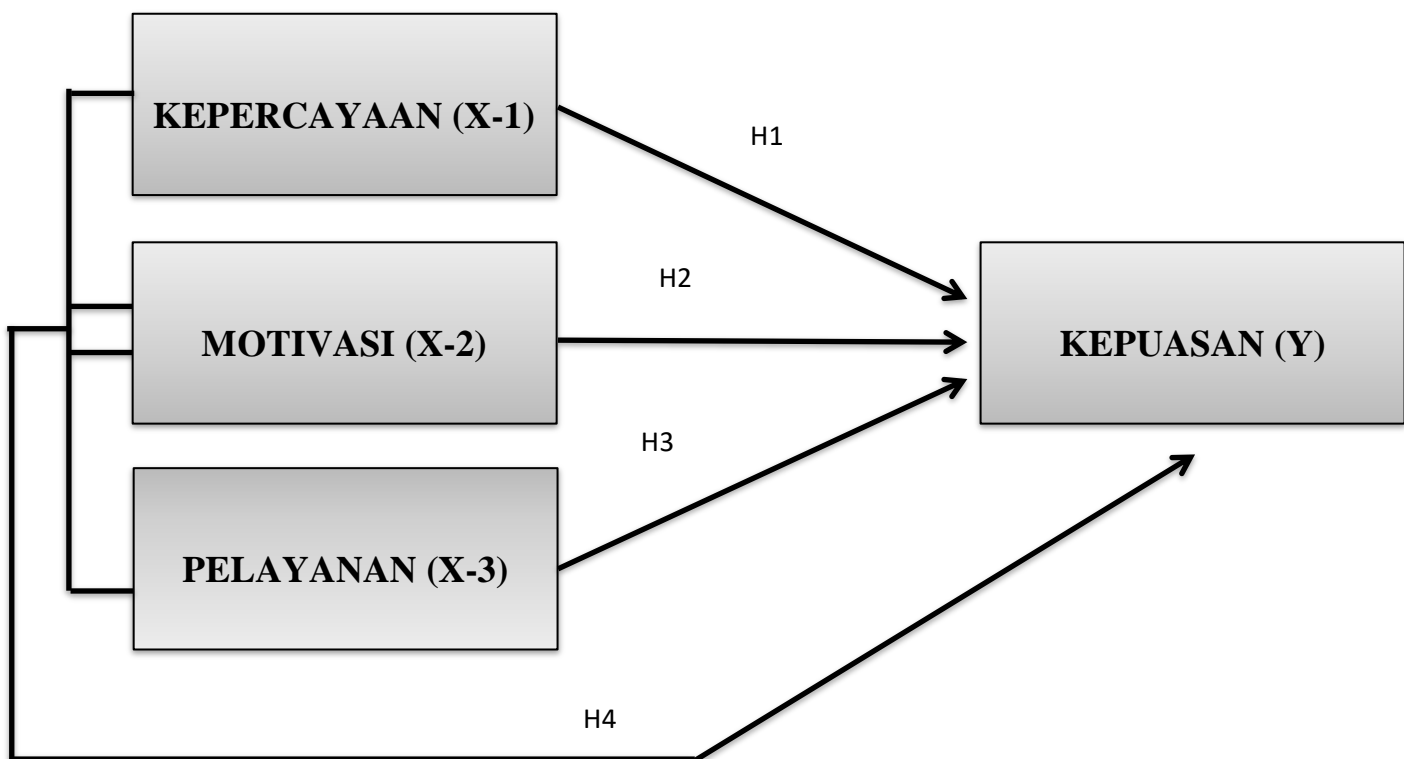 KEPERCAYAAN (X-1)
H1
H2
MOTIVASI (X-2)
KEPUASAN (Y)
H3
PELAYANAN (X-3)
H4